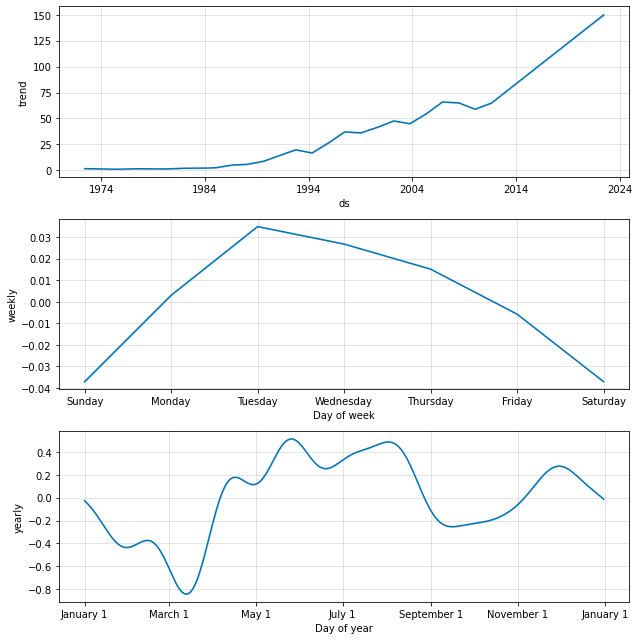 150
125
100
75
50
25
0
trend
1974 1984 1994 2004 2014 2024
ds
0.03
0.02
0.01
0.00
−0.01
−0.02
−0.03
−0.04
weekly
Sunday Monday Tuesday Wednesday Thursday Friday Saturday
Day of week
0.4
0.2
0.0
−0.2
−0.4
−0.6
−0.8
yearly
January 1 March 1 May 1 July 1 September 1 November 1 January 1
Day of year